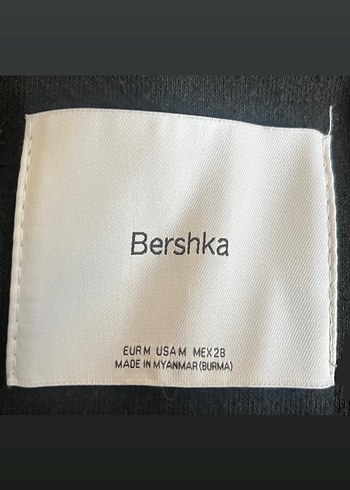 Bershka
EUR M USA M MEX 28
MADE IN MYANMAR (BURMA)